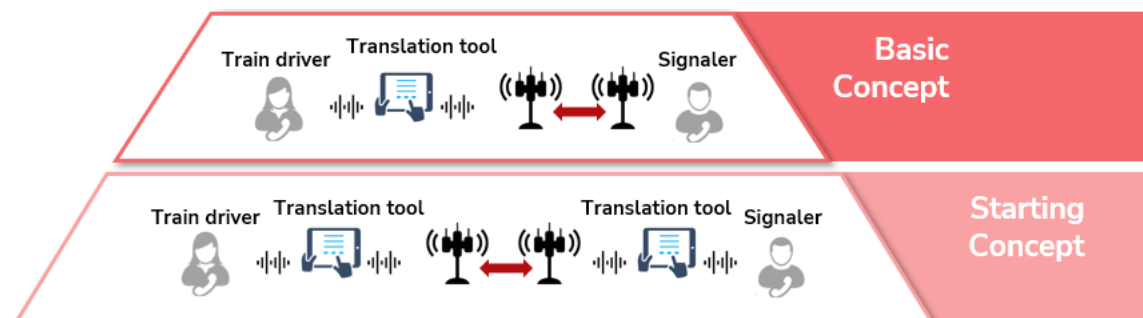 Train driver
Translation tool
Signaler
Basic
Concept
Train driver
Translation tool
Translation tool
Signaler
Starting
Concept